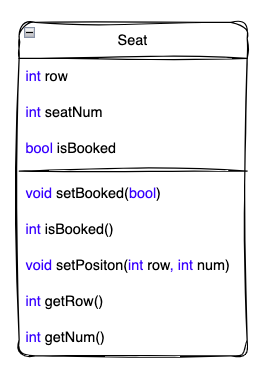 Seat
int row
int seatNum
bool isBooked
void setBooked(bool)
int isBooked()
void setPositon(int row, int num)
int getRow()
int getNum()